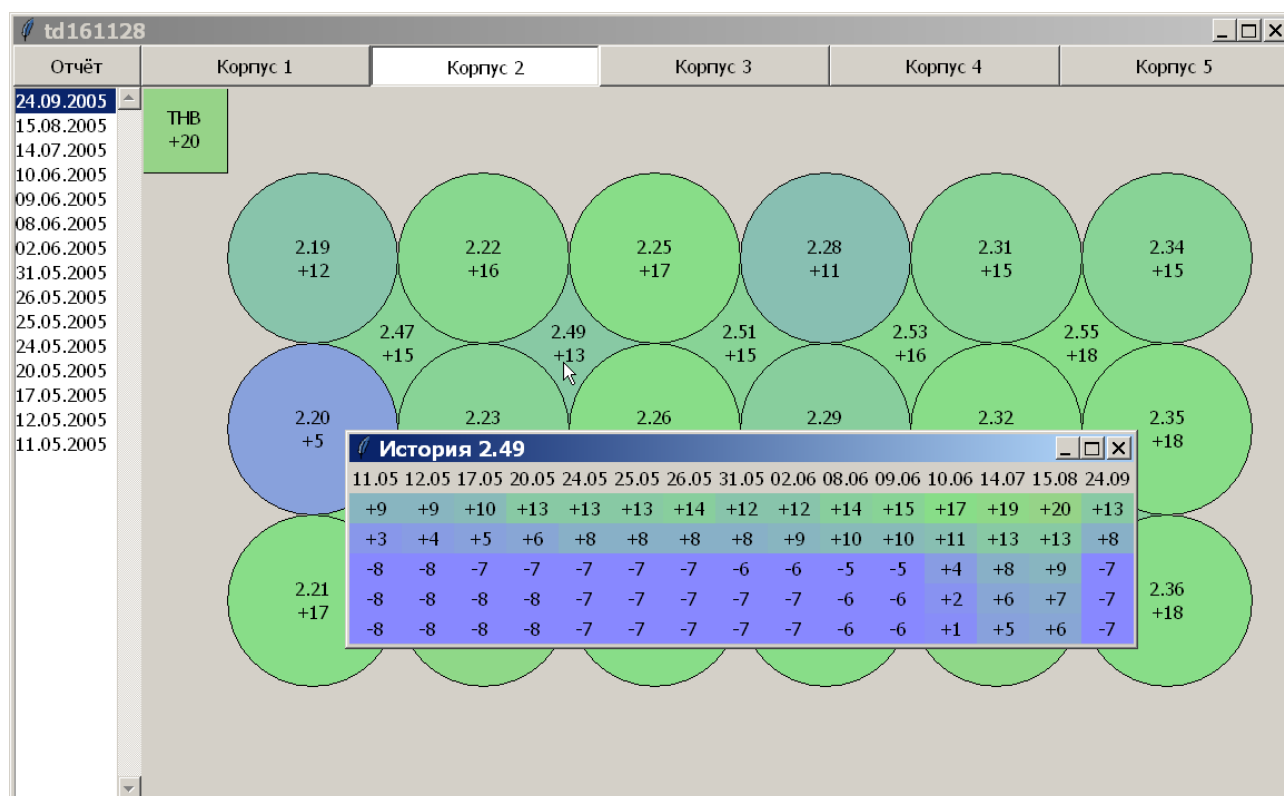 td161128
Отчёт Корпус 1 Корпус 2 Корпус 3 Корпус 4 Корпус 5
24.09.2005
15.08.2005
14.07.2005
10.06.2005
09.06.2005
08.06.2005
02.06.2005
31.05.2005
26.05.2005
25.05.2005
24.05.2005
20.05.2005
17.05.2005
12.05.2005
11.05.2005
ТНВ
+20
2.19 2.22 2.25 2.28 2.31 2.34
+12 +16 +17 +11 +15 +15
2.47 2.49 2.51 2.53 2.55
+15 +13 +15 +16 +18
2.20 2.23 2.26 2.29 2.32 2.35
+5 +18
История 2.49
11.05 12.05 17.05 20.05 24.05 25.05 26.05 31.05 02.06 08.06 09.06 10.06 14.07 15.08 24.09
+9 +9 +10 +13 +13 +13 +14 +12 +12 +14 +15 +17 +19 +20 +13
+3 +4 +5 +6 +8 +8 +8 +8 +9 +10 +10 +11 +13 +13 +8
-8 -8 -7 -7 -7 -7 -7 -6 -6 -5 -5 +4 +8 +9 -7
-8 -8 -8 -8 -7 -7 -7 -7 -7 -6 -6 +2 +6 +7 -7
-8 -8 -8 -8 -7 -7 -7 -7 -7 -6 -6 +1 +5 +6 -7
2.21 2.36
+17 +18